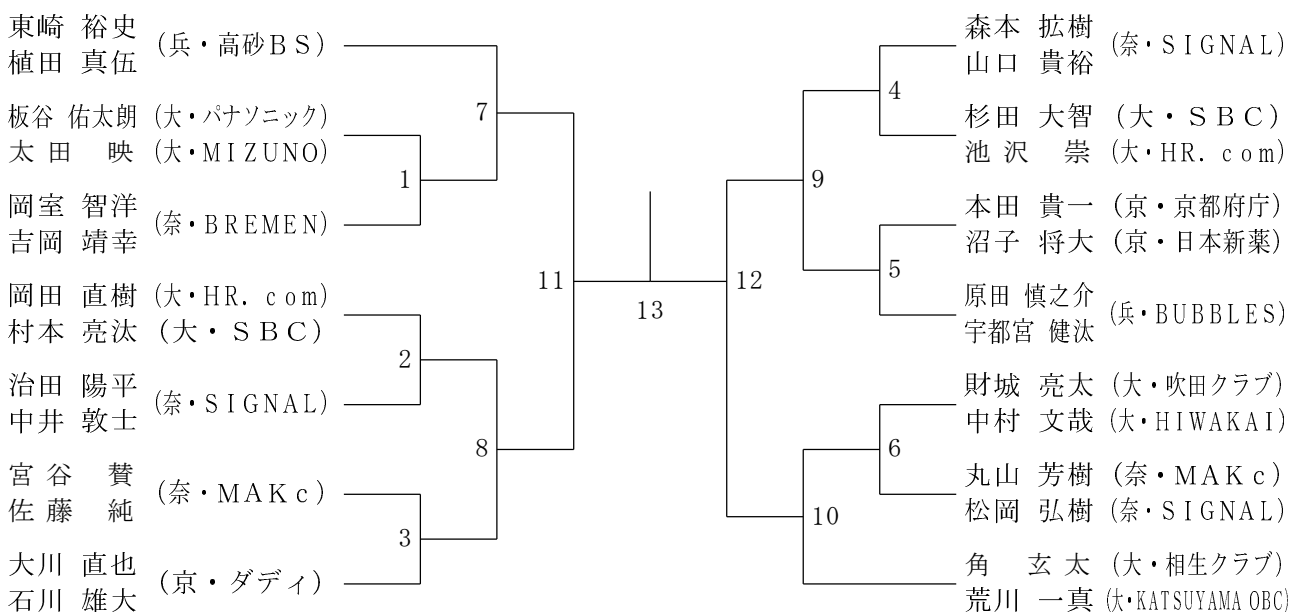 東崎 裕史
植田 真伍 (兵・高砂BS)
板谷 佑太朗 (大・パナソニック)
太田 映 (大・MIZUNO)
岡室 智洋
吉岡 靖幸 (奈・BREMEN)
岡田 直樹 (大・HR. com)
村本 亮汰 (大・SBC)
治田 陽平
中井 敦士 (奈・SIGNAL)
宮谷 賛
佐藤 純 (奈・MAKc)
大川 直也
石川 雄大 (京・ダディ)
7
1
11
2
8
3
13
森本 拡樹
山口 貴裕 (奈・SIGNAL)
杉田 大智 (大・SBC)
池沢 崇 (大・HR. com)
本田 貴一 (京・京都府庁)
沼子 将大 (京・日本新薬)
原田 慎之介
宇都宮 健汰 (兵・BUBBLES)
財城 亮太 (大・吹田クラブ)
中村 文哉 (大・HIWAKAI)
丸山 芳樹 (奈・MAKc)
松岡 弘樹 (奈・SIGNAL)
角 玄太 (大・相生クラブ)
荒川 一真 (大・KATSUYAMA OBC)
4
9
5
12
6
10